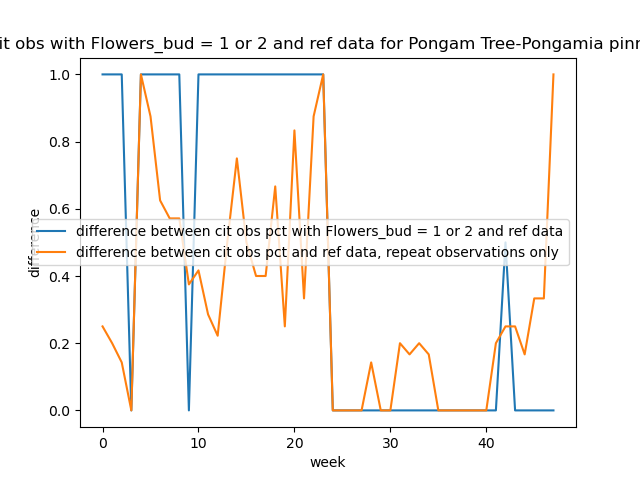 it obs with Flowers_bud = 1 or 2 and ref data for Pongam Tree-Pongamia pinn
1.0
0.8
0.6
0.4
0.2
0.0
difference
difference between cit obs pct with Flowers_bud = 1 or 2 and ref data
difference between cit obs pct and ref data, repeat observations only
0 10 20 30 40
week